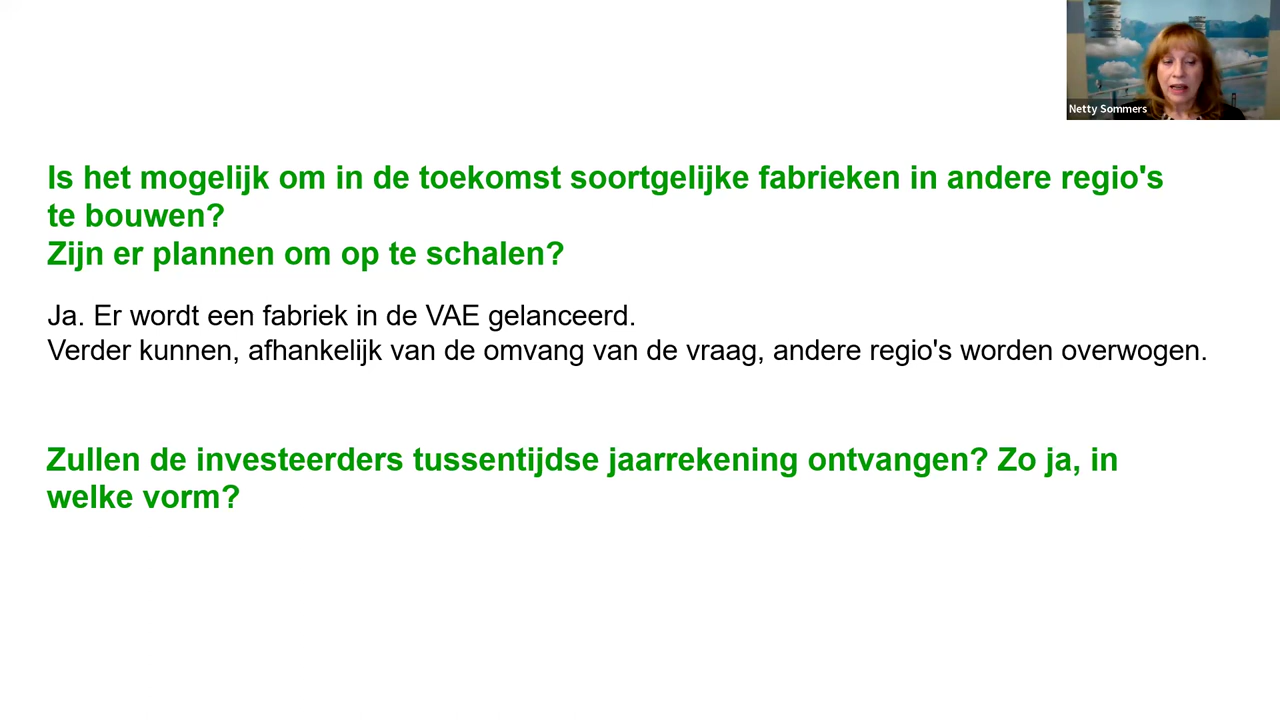 Netty Sommers
Is het mogelijk om in de toekomst soortgelijke fabrieken in andere regio's
te bouwen?
Zijn er plannen om op te schalen?
Ja. Er wordt een fabriek in de VAE gelanceerd.
Verder kunnen, afhankelijk van de omvang van de vraag, andere regio's worden overwogen.
Zullen de investeerders tussentijdse jaarrekening ontvangen? Zo ja, in
welke vorm?